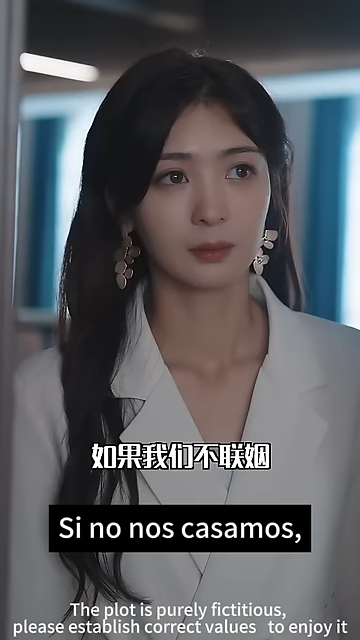 如果我们不联姻
Si no nos casamos,
The plot is purely fictitious,
please establish correct values to enjoy it